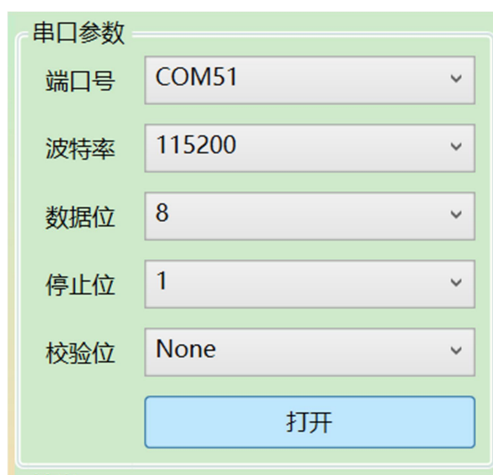 串口参数
端口号 COM51
波特率 115200
数据位 8
停止位 1
校验位 None
打开